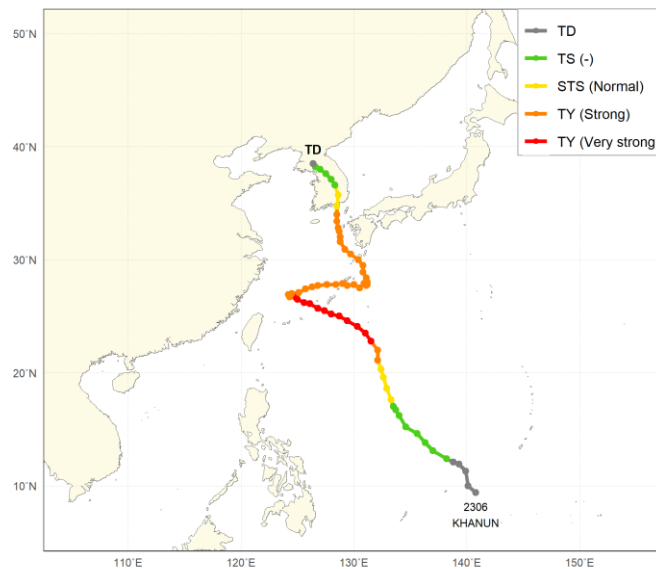 50°N
40°N
30°N
20°N
10°N
TD
TS (-)
STS (Normal)
TY (Strong)
TY (Very strong
TD
2306
KHANUN
110°E
120°E
130°E
140°E
150°E